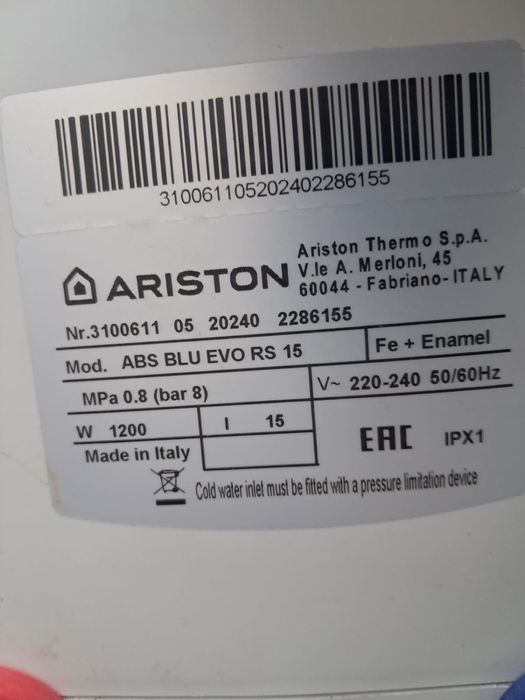 310061105202402286155
ARISTON
Ariston Thermo S.p.A.
V.le A. Merloni, 45
60044 - Fabriano- ITALY
Nr.3100611 05 20240 2286155
Mod. ABS BLU EVO RS 15
Fe + Enamel
MPa 0.8 (bar 8)
V~ 220-240 50/60Hz
W 1200
l 15
Made in Italy
EAC
IPX1
Cold water inlet must be fitted with a pressure limitation device